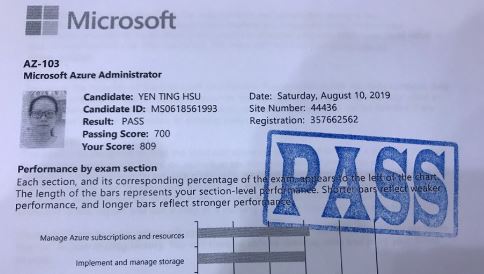 Microsoft
AZ-103
Microsoft Azure Administrator
Candidate: YEN TING HSU
Candidate ID: MS0618561993
Result: PASS
Passing Score: 700
Your Score: 809
Date: Saturday, August 10, 2019
Site Number: 44436
Registration: 357662562
PASS
Performance by exam section
Each section, and its corresponding percentage of the exam, appears to the left of the chart.
The length of the bars represents your section-level performance. Shorter bars reflect weaker
performance, and longer bars reflect stronger performance.
Manage Azure subscriptions and resources
Implement and manage storage